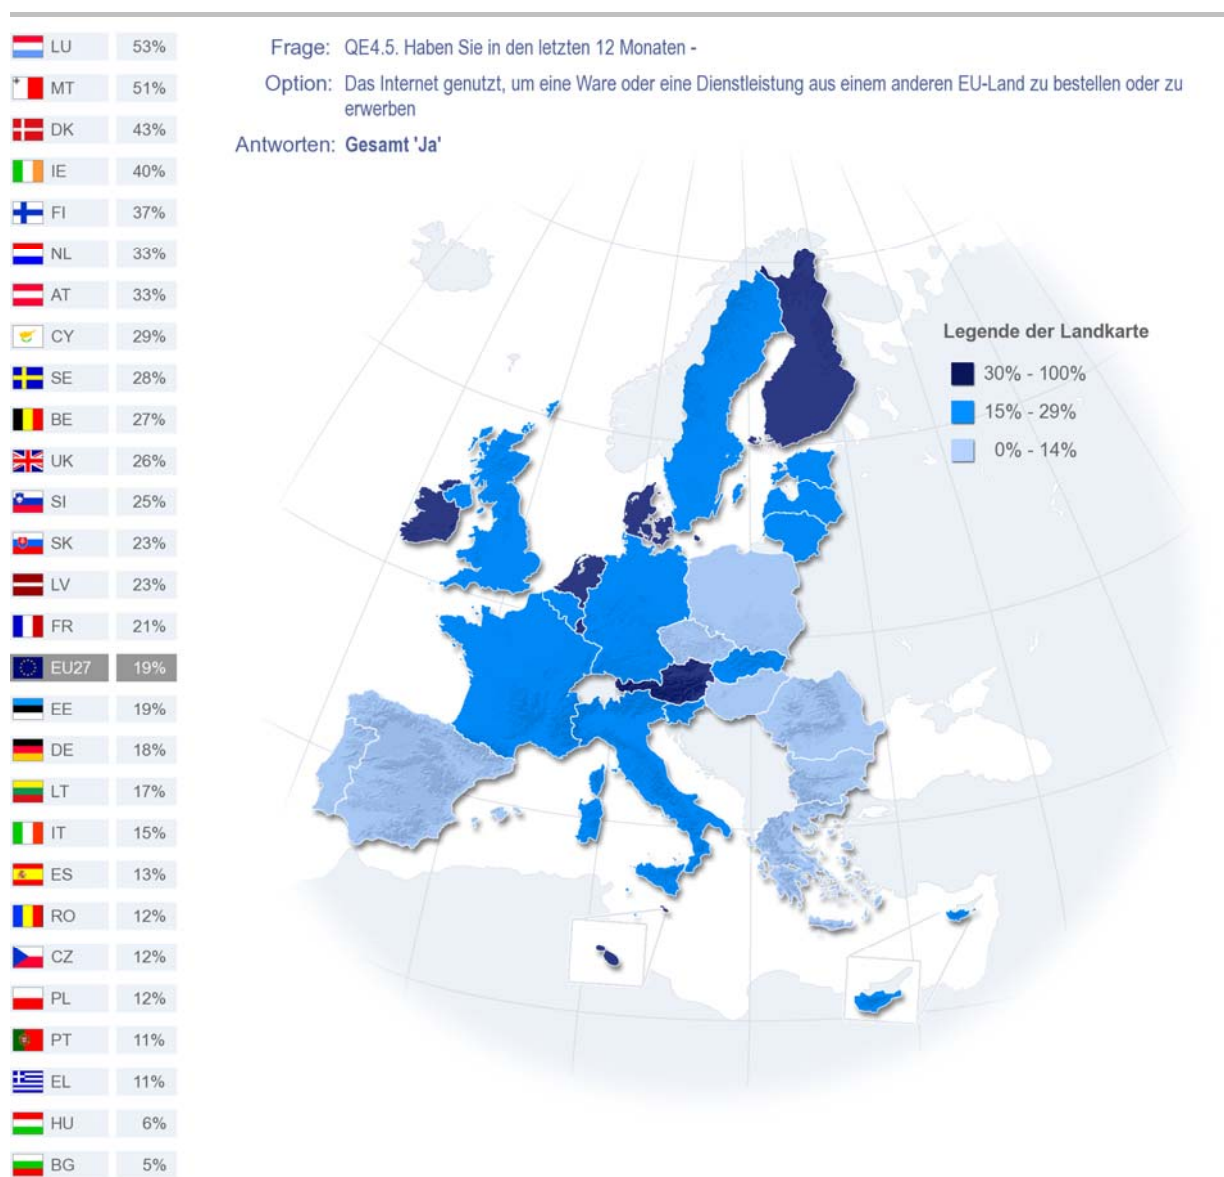 LU 53%
MT 51%
DK 43%
IE 40%
FI 37%
NL 33%
AT 33%
CY 29%
SE 28%
BE 27%
UK 26%
SI 25%
SK 23%
LV 23%
FR 21%
EU27 19%
EE 19%
DE 18%
LT 17%
IT 15%
ES 13%
RO 12%
CZ 12%
PL 12%
PT 11%
EL 11%
HU 6%
BG 5%
Frage: QE4.5. Haben Sie in den letzten 12 Monaten -
Option: Das Internet genutzt, um eine Ware oder eine Dienstleistung aus einem anderen EU-Land zu bestellen oder zu
erwerben
Antworten: Gesamt 'Ja'
Legende der Landkarte
30% - 100%
15% - 29%
0% - 14%